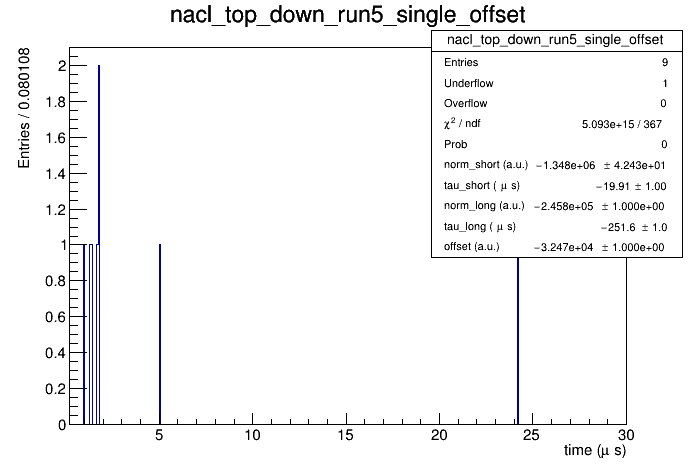 nacl_top_down_run5_single_offset
nacl_top_down_run5_single_offset
Entries 9
Underflow 1
Overflow 0
χ² / ndf 5.093e+15 / 367
Prob 0
norm_short (a.u.) −1.348e+06 ± 4.243e+01
tau_short ( μ s) −19.91 ± 1.00
norm_long (a.u.) −2.458e+05 ± 1.000e+00
tau_long ( μ s) −251.6 ± 1.0
offset (a.u.) −3.247e+04 ± 1.000e+00
Entries / 0.080108
2
1.8
1.6
1.4
1.2
1
0.8
0.6
0.4
0.2
0
5 10 15 20 25 30
time (μ s)